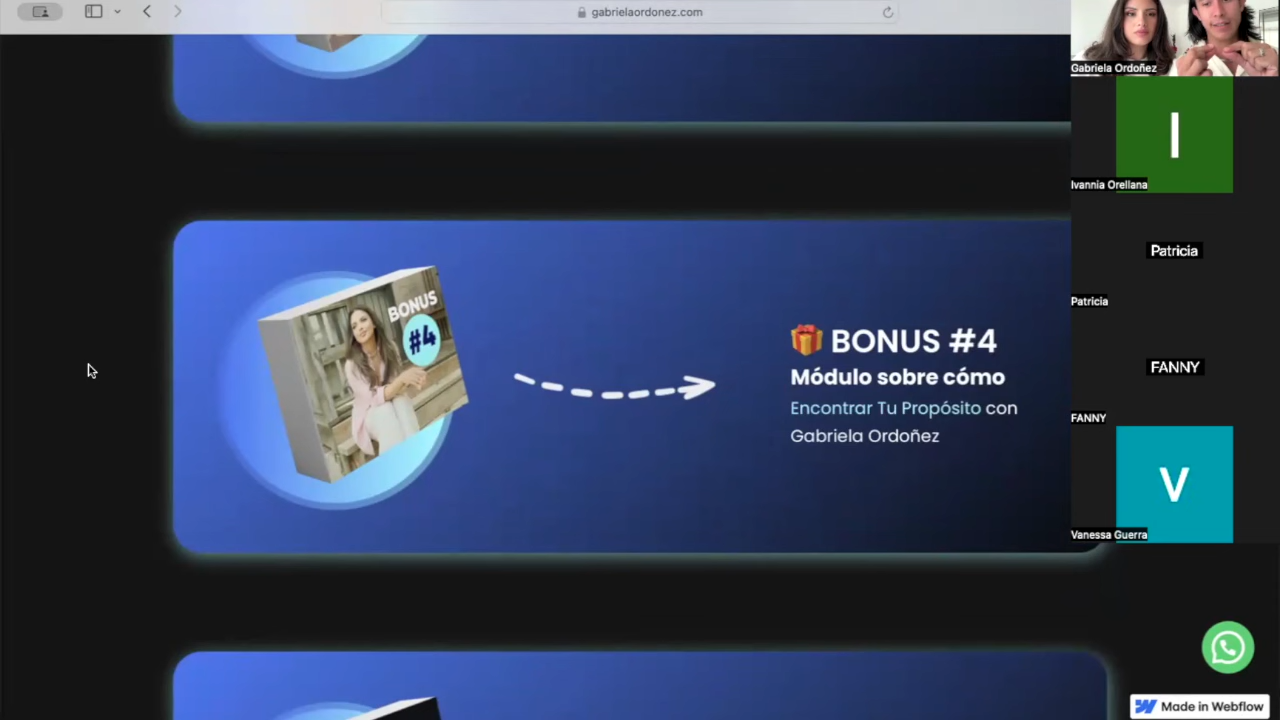 gabrielaordonez.com
Gabriela Ordoñez
I
Ivannia Orellana
Patricia
Patricia
FANNY
FANNY
V
Vanessa Guerra
BONUS
#4
🎁 BONUS #4
Módulo sobre cómo
Encontrar Tu Propósito con
Gabriela Ordoñez
Made in Webflow